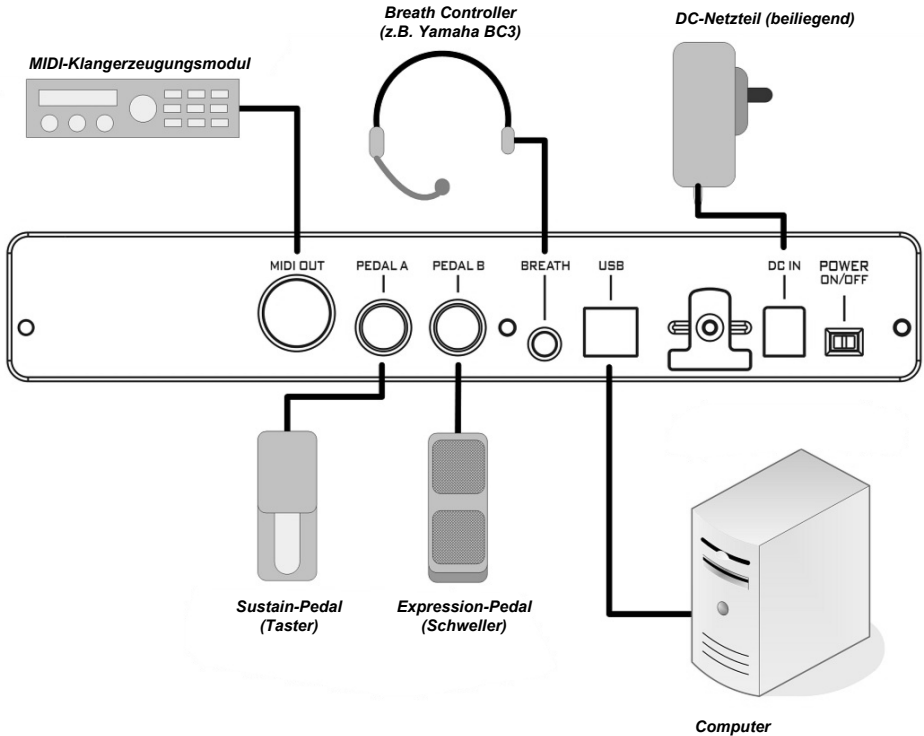 Breath Controller
(z.B. Yamaha BC3)
DC-Netzteil (beiliegend)
MIDI-Klangerzeugungsmodul
MIDI OUT
PEDAL A
PEDAL B
BREATH
USB
DC IN
POWER
ON/OFF
Sustain-Pedal
(Taster)
Expression-Pedal
(Schweller)
Computer